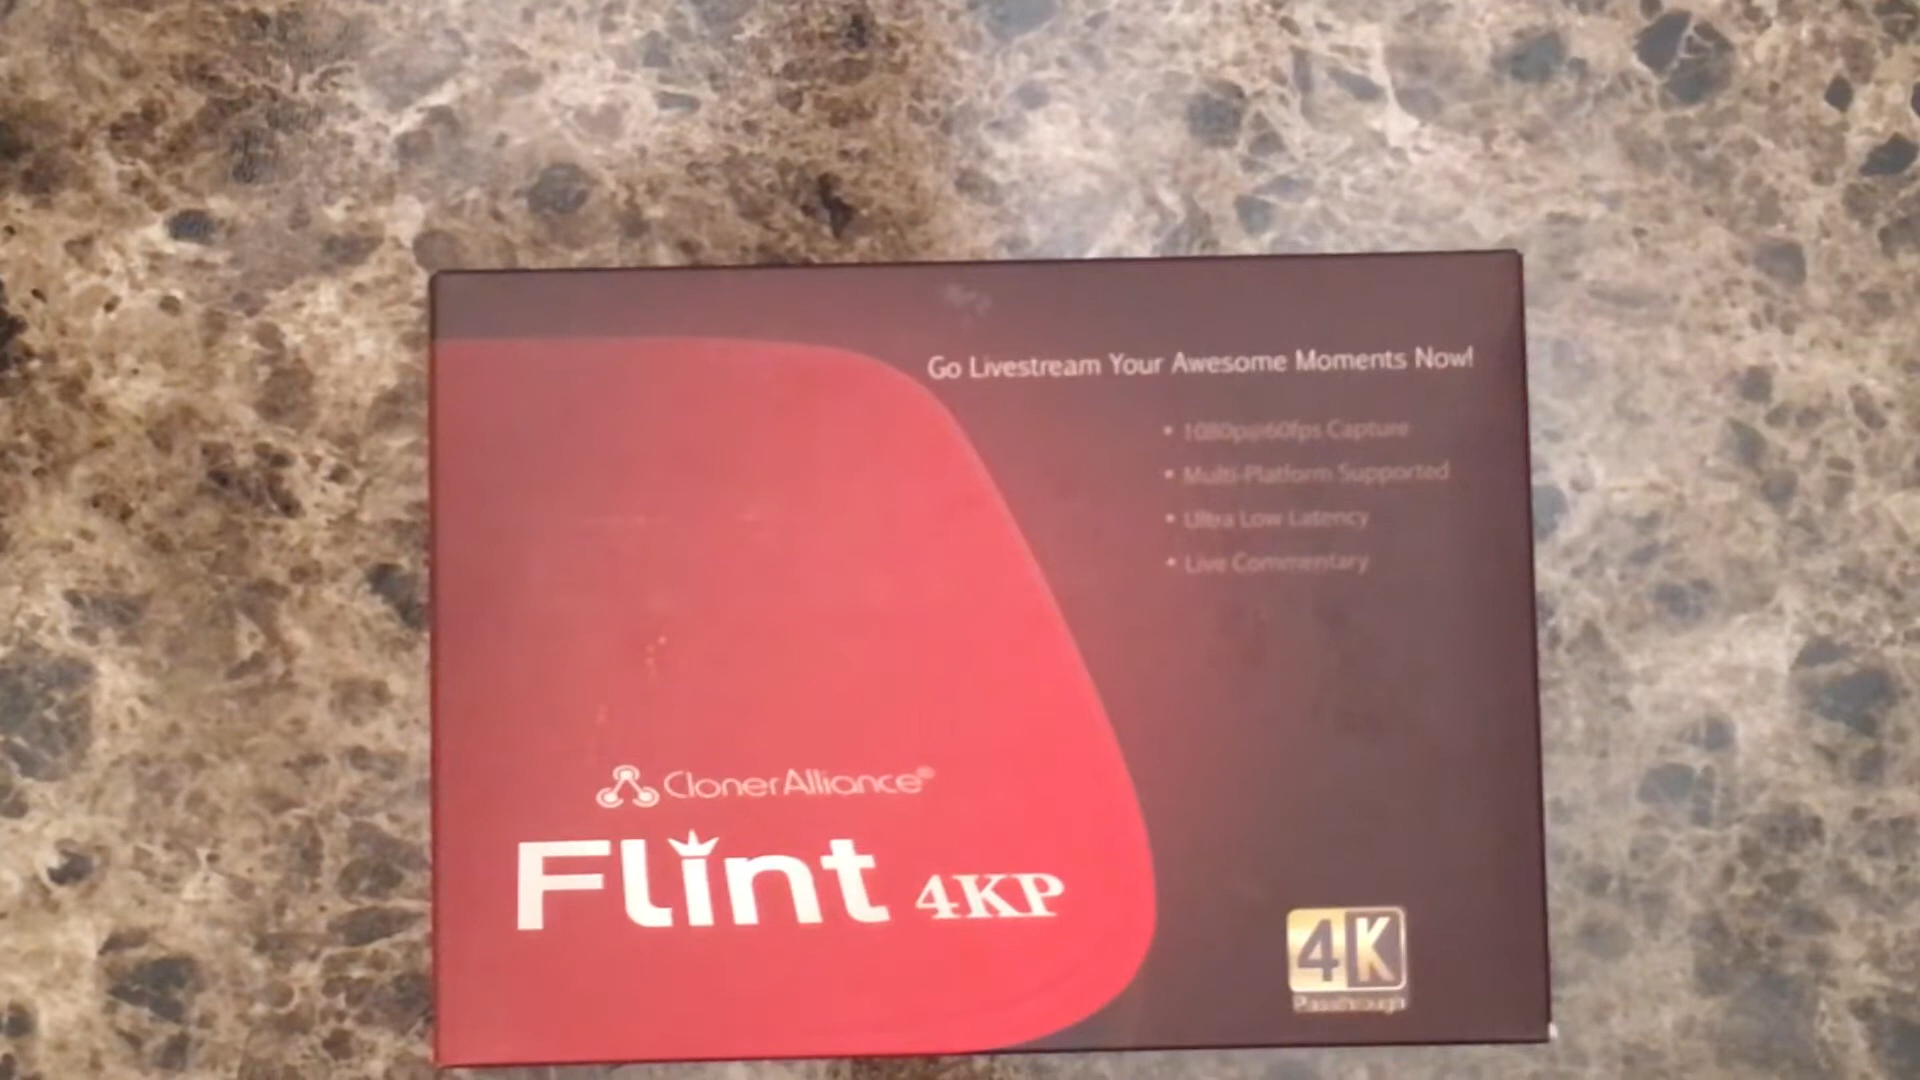 Go Livestream Your Awesome Moments Now!
• 1080p@60fps Capture
• Multi-Platform Supported
• Ultra Low Latency
• Live Commentary
ClonerAlliance®
Flint 4KP
4K
Passthrough